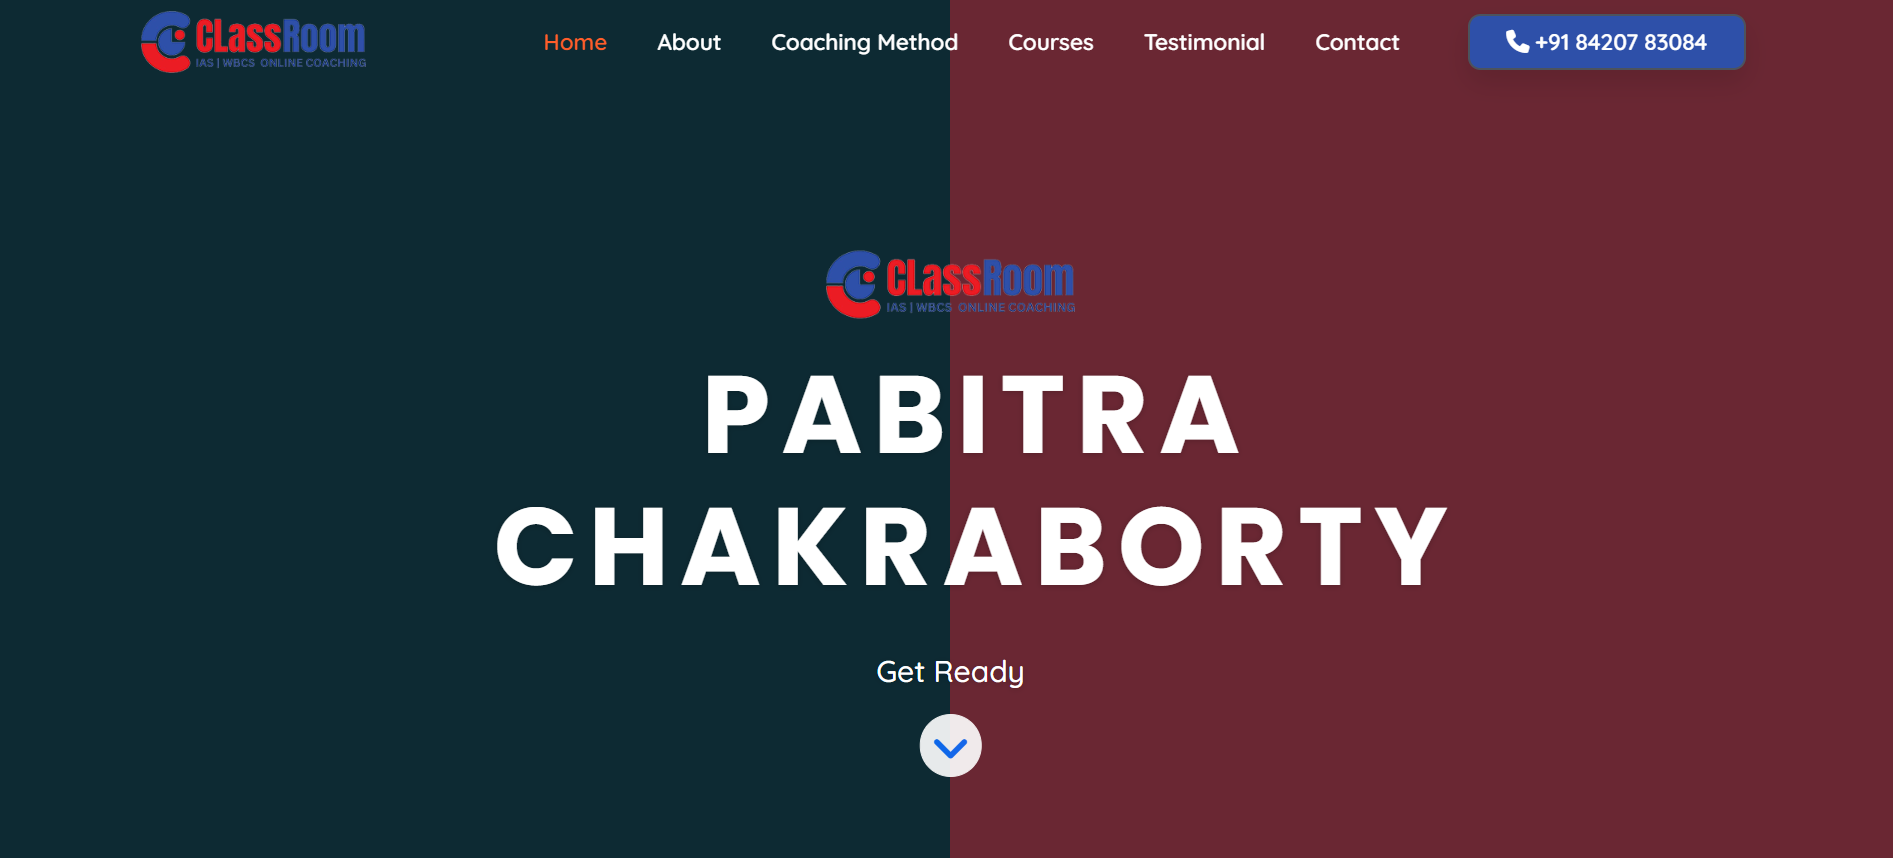 CLassRoom
IAS | WBCS ONLINE COACHING
Home About Coaching Method Courses Testimonial Contact +91 84207 83084
CLassRoom
IAS | WBCS ONLINE COACHING
PABITRA
CHAKRABORTY
Get Ready